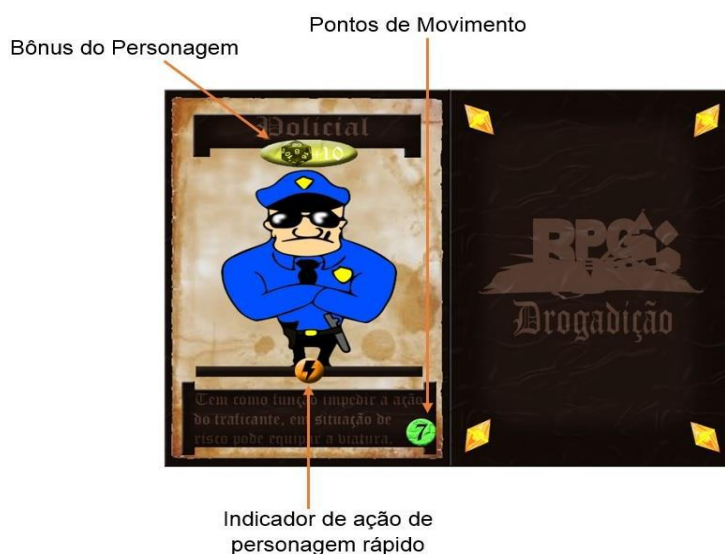 Pontos de Movimento
Bônus do Personagem
Policial
+10
Tem como função impedir a ação
do traficante, em situação de
risco pode equipar a viatura.
7
RPG
Drogadição
Indicador de ação de
personagem rápido